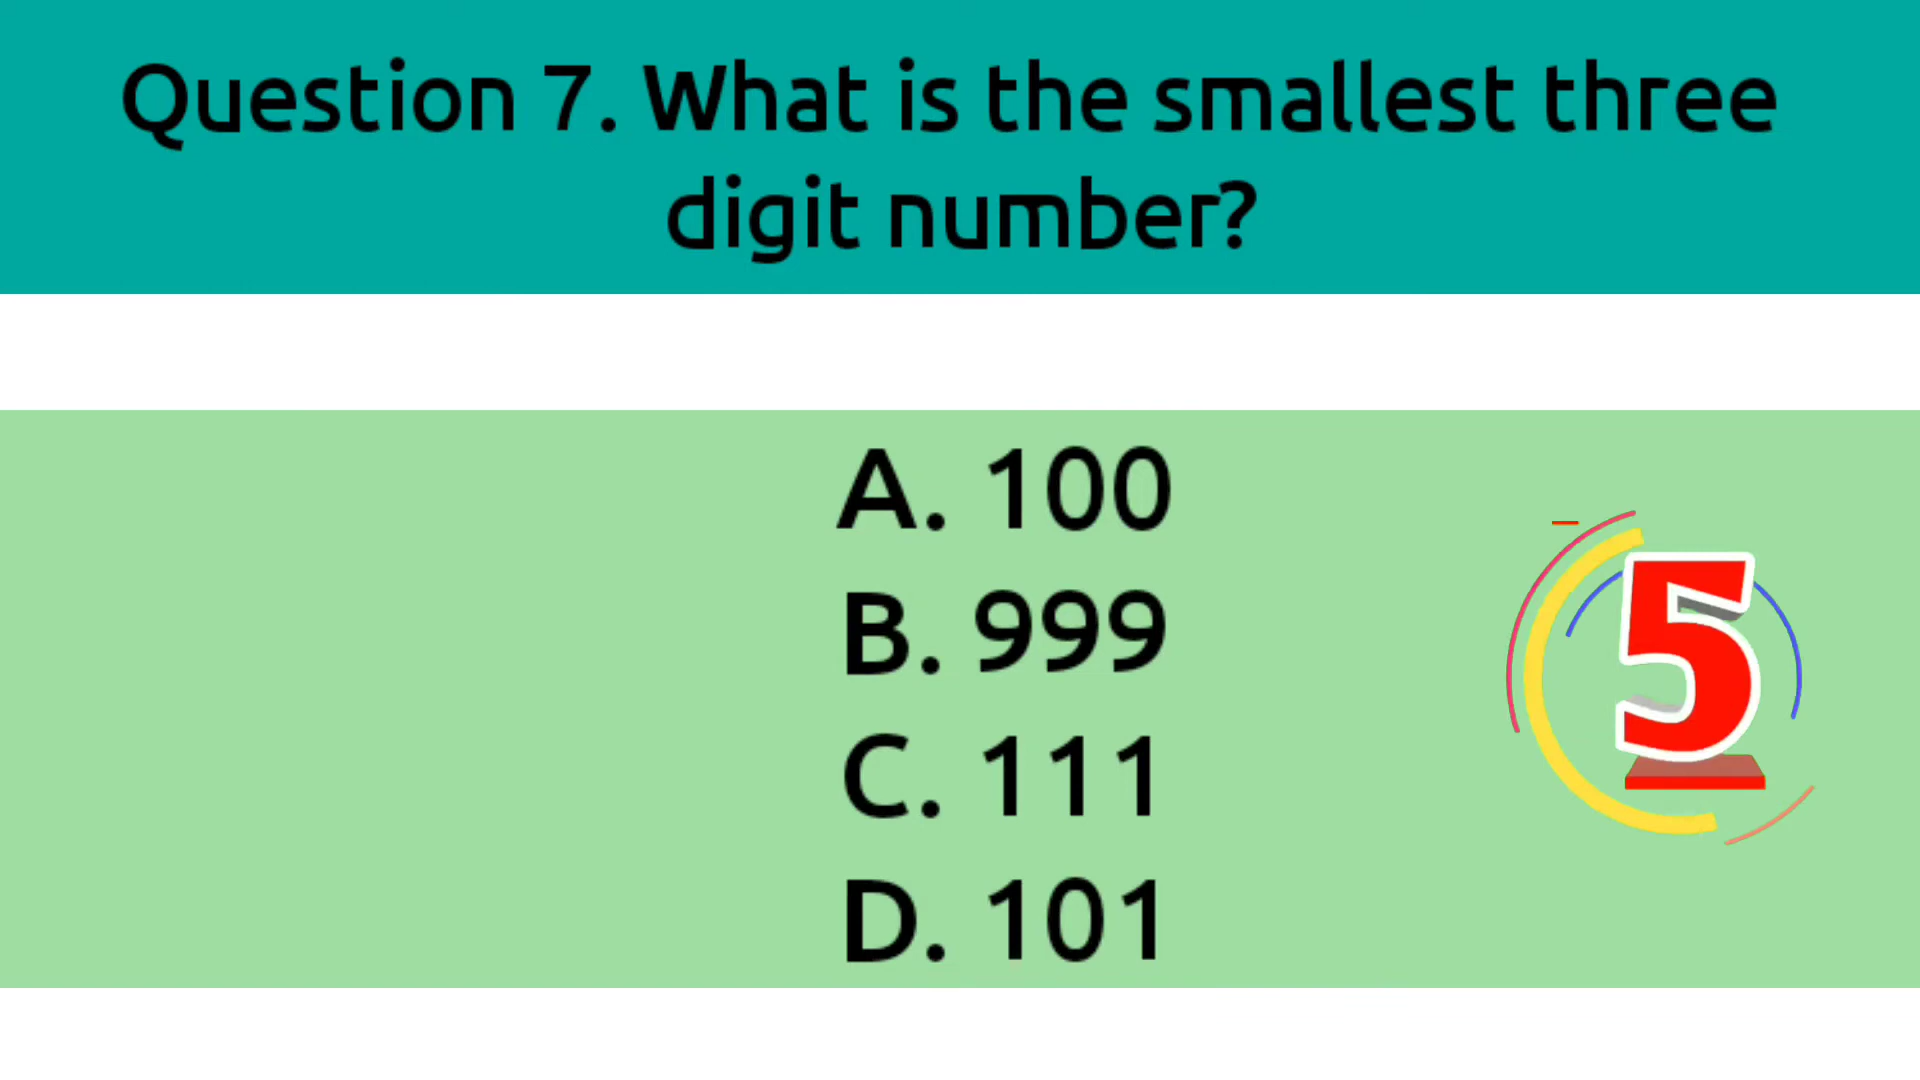 Question 7. What is the smallest three
digit number?
A. 100
B. 999
C. 111
D. 101
5